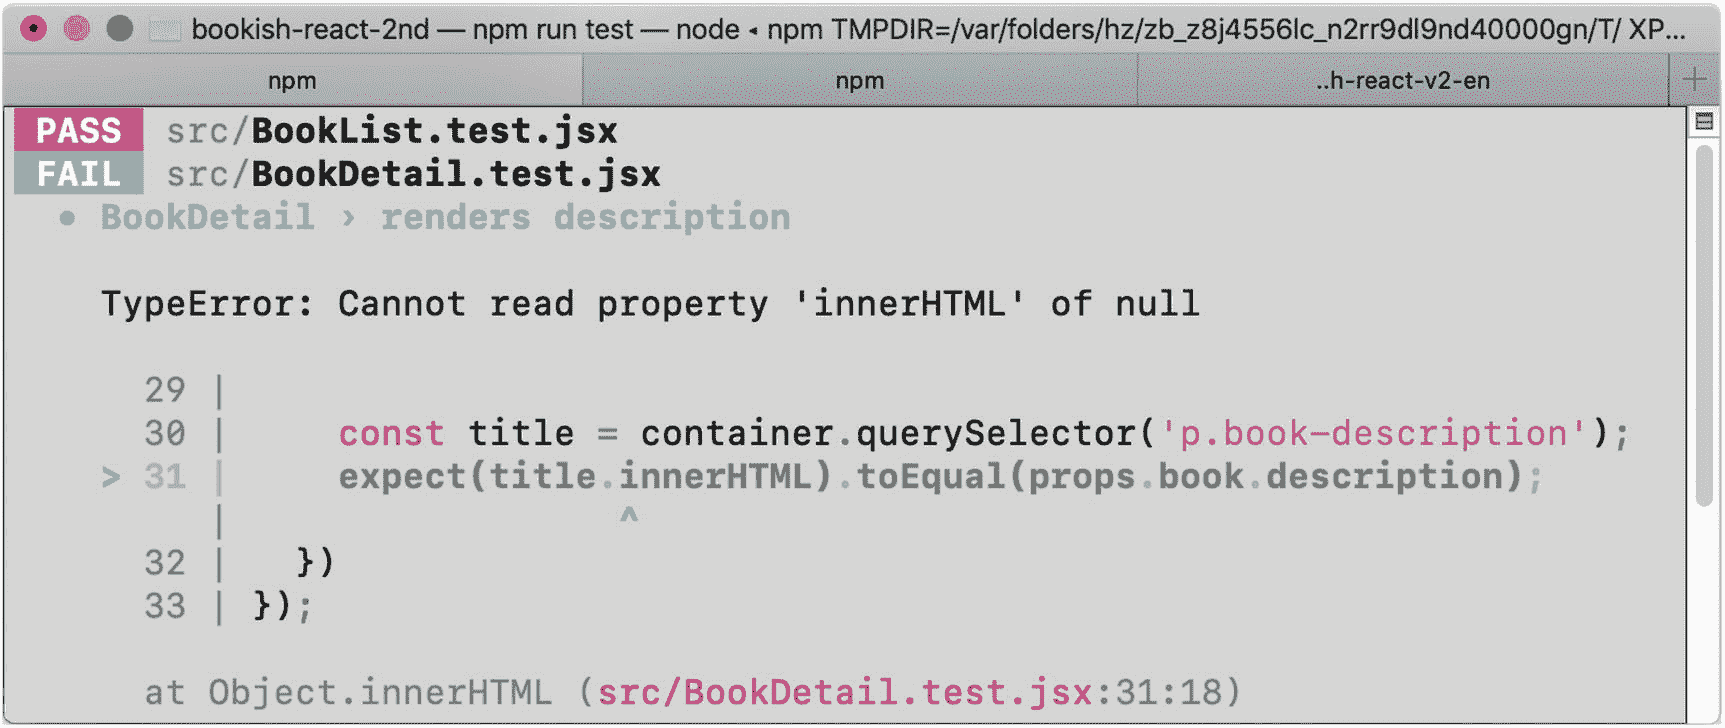 bookish-react-2nd — npm run test — node ◂ npm TMPDIR=/var/folders/hz/zb_z8j4556lc_n2rr9dl9nd40000gn/T/ XP...
npm npm ..h-react-v2-en +
PASS src/BookList.test.jsx
FAIL src/BookDetail.test.jsx
● BookDetail › renders description
TypeError: Cannot read property 'innerHTML' of null
29 |
30 | const title = container.querySelector('p.book-description');
> 31 | expect(title.innerHTML).toEqual(props.book.description);
| ^
32 | })
33 | });
at Object.innerHTML (src/BookDetail.test.jsx:31:18)